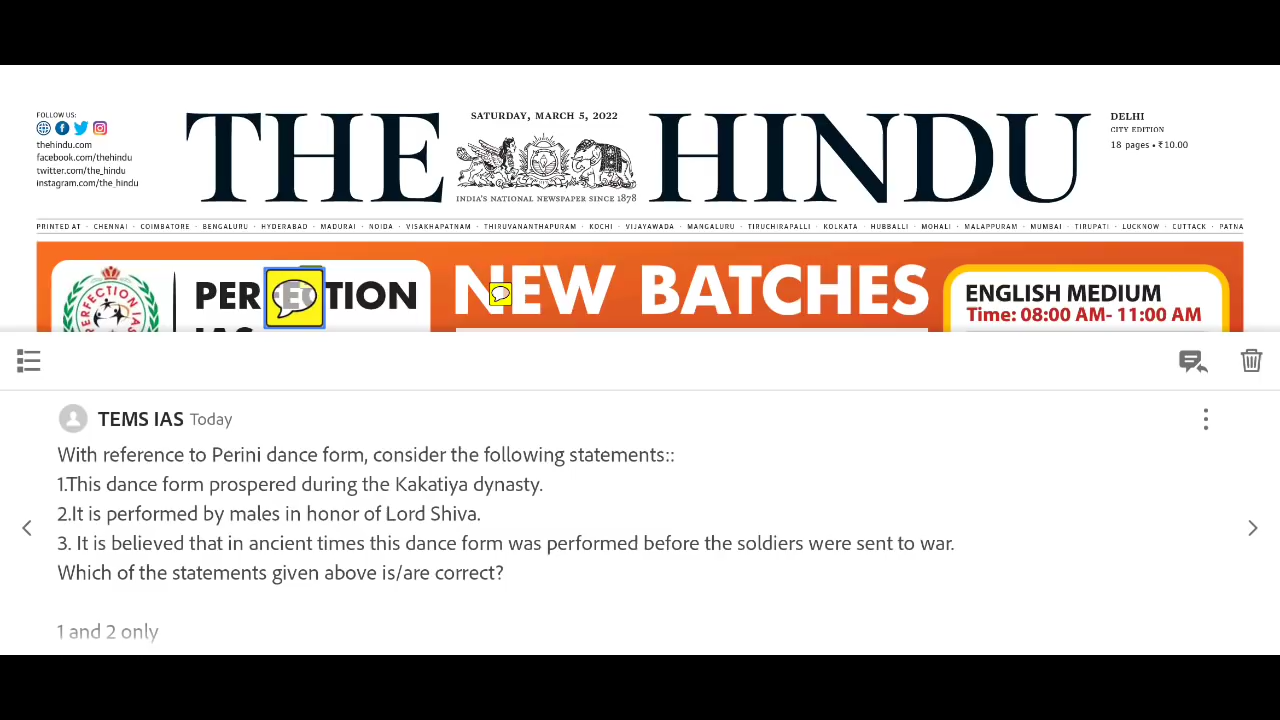 FOLLOW US:
thehindu.com
facebook.com/thehindu
twitter.com/the_hindu
instagram.com/the_hindu
THE HINDU
SATURDAY, MARCH 5, 2022
INDIA'S NATIONAL NEWSPAPER SINCE 1878
DELHI
CITY EDITION
18 pages • ₹10.00
PRINTED AT · CHENNAI · COIMBATORE · BENGALURU · HYDERABAD · MADURAI · NOIDA · VISAKHAPATNAM · THIRUVANANTHAPURAM · KOCHI · VIJAYAWADA · MANGALURU · TIRUCHIRAPALLI · KOLKATA · HUBBALLI · MOHALI · MALAPPURAM · MUMBAI · TIRUPATI · LUCKNOW · CUTTACK · PATNA
PERFECTION IAS
PERFECTION
IAS
NEW BATCHES
ENGLISH MEDIUM
Time: 08:00 AM- 11:00 AM
TEMS IAS Today
With reference to Perini dance form, consider the following statements::
1.This dance form prospered during the Kakatiya dynasty.
2.It is performed by males in honor of Lord Shiva.
3. It is believed that in ancient times this dance form was performed before the soldiers were sent to war.
Which of the statements given above is/are correct?
1 and 2 only